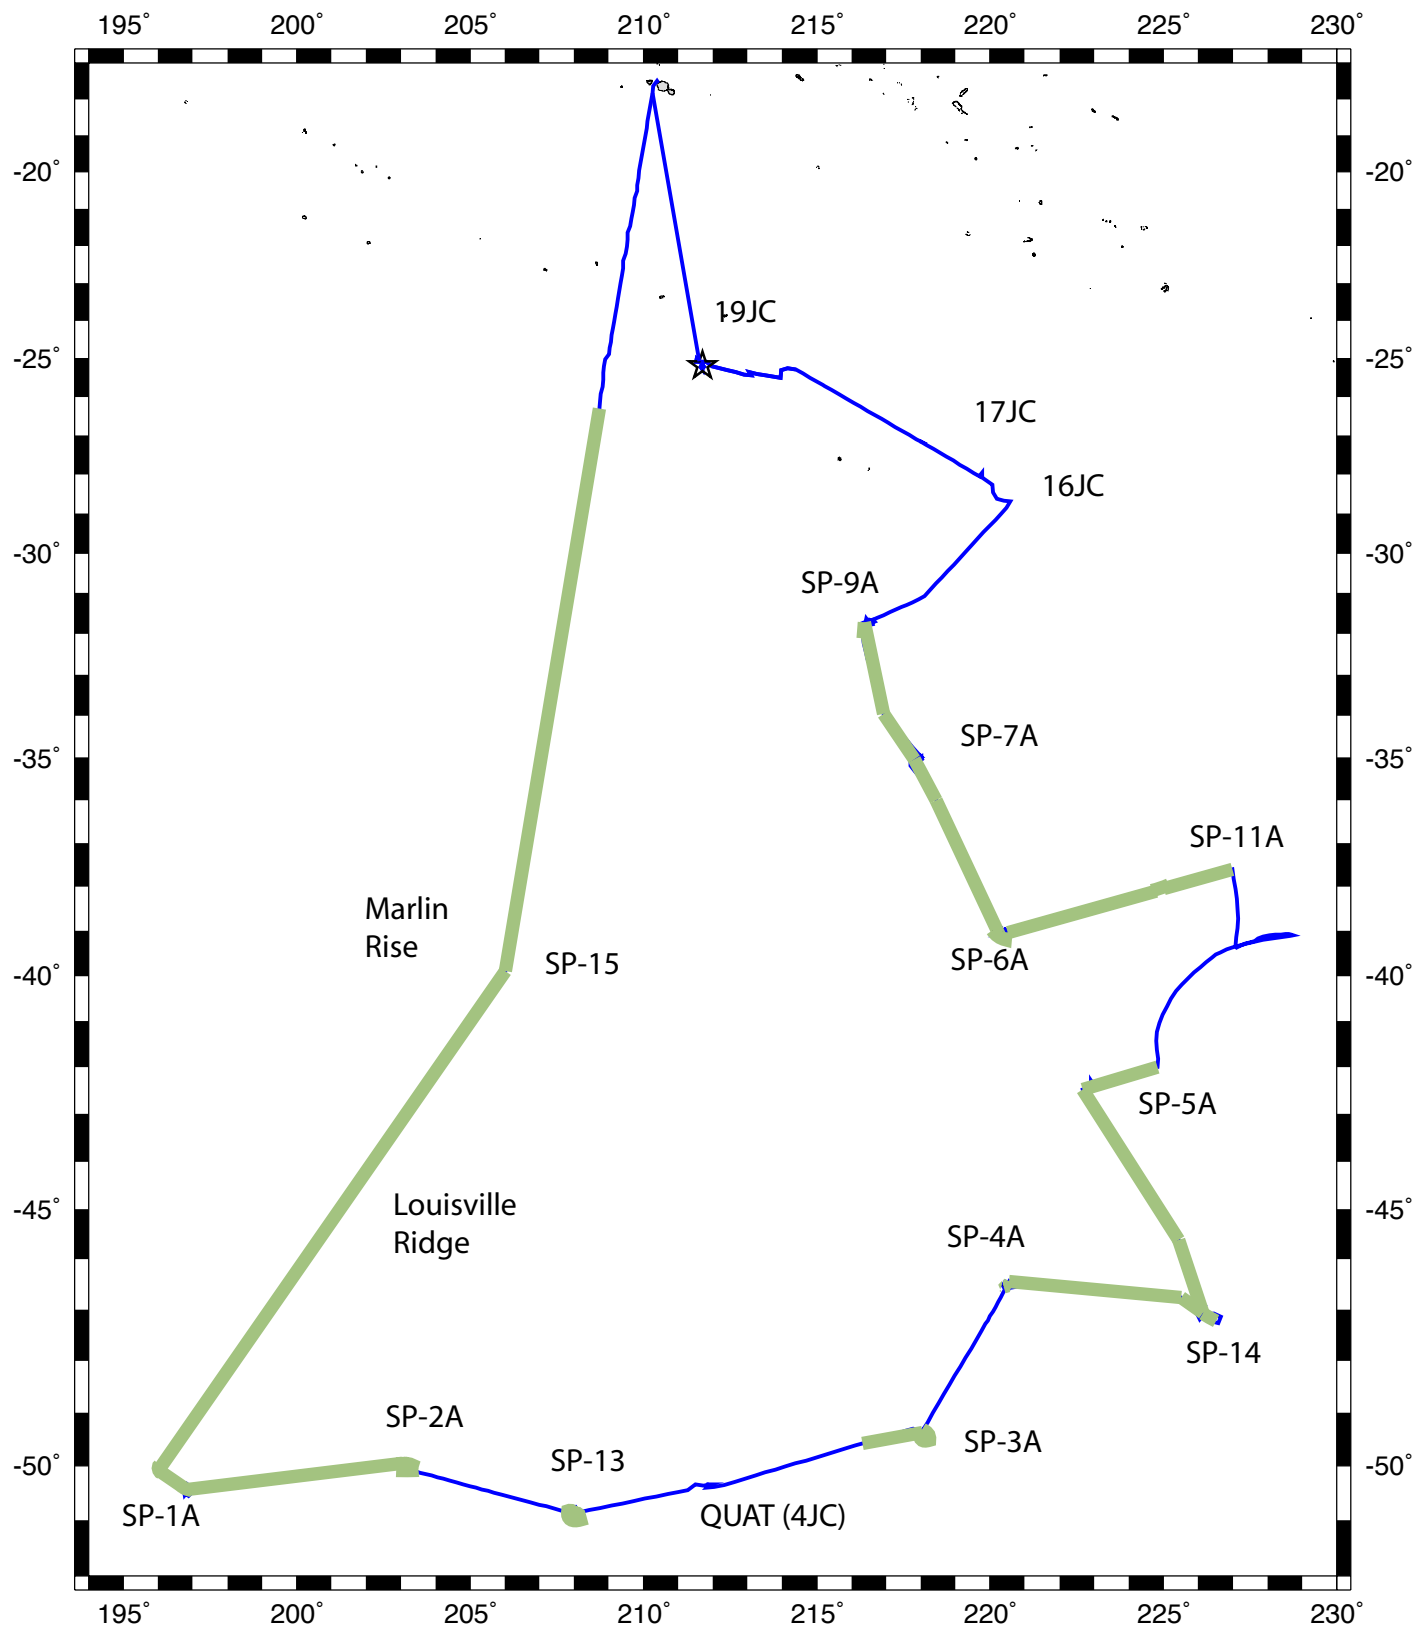 195˚ 200˚ 205˚ 210˚ 215˚ 220˚ 225˚ 230˚
-20˚ -20˚
19JC
-25˚ -25˚
17JC
16JC
-30˚ -30˚
SP-9A
SP-7A
-35˚ -35˚
SP-11A
Marlin
Rise
SP-15
SP-6A
-40˚ -40˚
SP-5A
Louisville
Ridge
-45˚ -45˚
SP-4A
SP-14
SP-2A
SP-3A
SP-13
-50˚ -50˚
SP-1A
QUAT (4JC)
195˚ 200˚ 205˚ 210˚ 215˚ 220˚ 225˚ 230˚